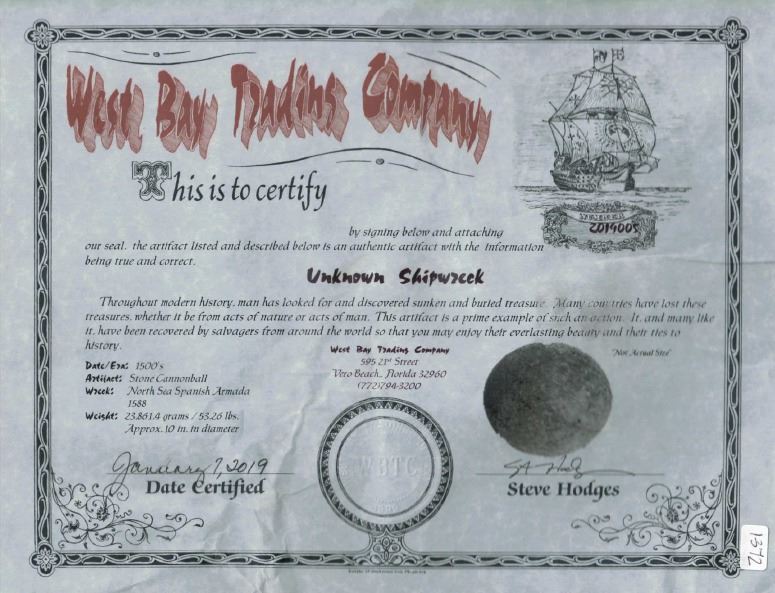 West Bay Trading Company
This is to certify
2019005
by signing below and attaching
our seal, the artifact listed and described below is an authentic artifact with the information
being true and correct.
Unknown Shipwreck
Throughout modern history, man has looked for and discovered sunken and buried treasure. Many countries have lost these
treasures, whether it be from acts of nature or acts of man. This artifact is a prime example of such an action. It, and many like
it, have been recovered by salvagers from around the world so that you may enjoy their everlasting beauty and their ties to
history.
"Not Actual Size"
West Bay Trading Company
595 21st Street
Vero Beach, Florida 32960
(772)794-3200
Date/Era: 1500's
Artifact: Stone Cannonball
Wreck: North Sea Spanish Armada
1588
Weight: 23,861.4 grams / 53.26 lbs.
Approx. 10 in. in diameter
WBTC
January 7, 2019
Date Certified
Steve Hodges
1372